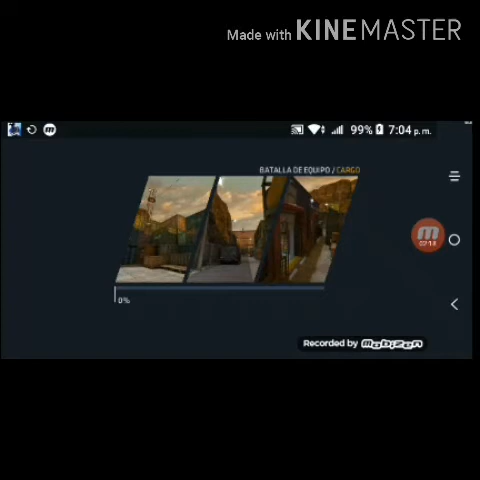 Made with KINEMASTER
99% 7:04 p.m.
BATALLA DE EQUIPO / CARGO
0%
Recorded by Mobizen